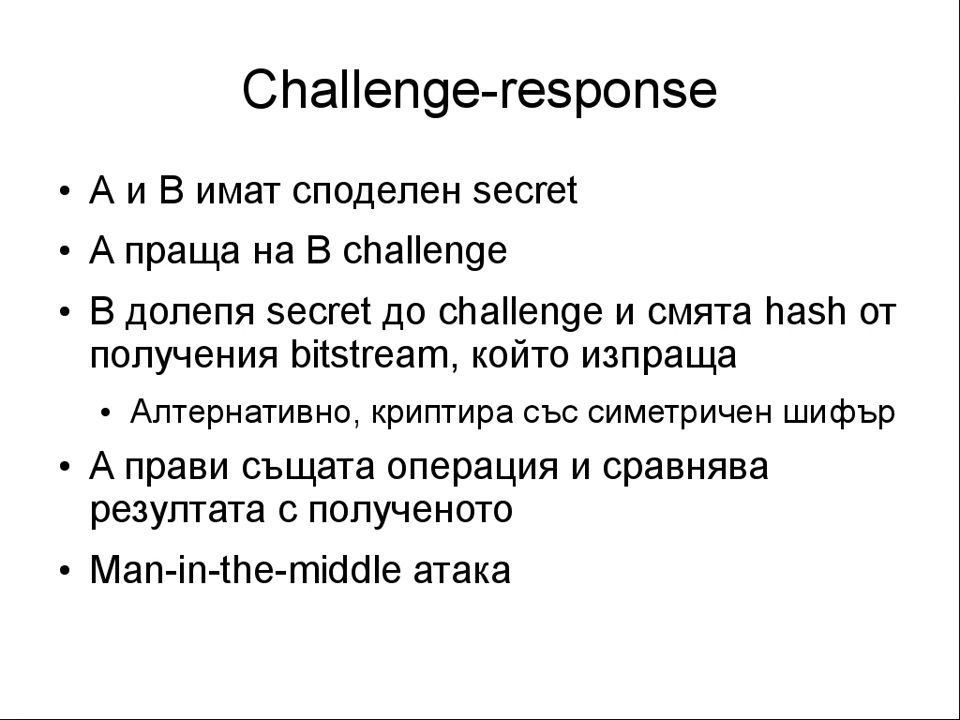 Challenge-response
• А и В имат споделен secret
• А праща на В challenge
• В долепя secret до challenge и смята hash от
получения bitstream, който изпраща
• Алтернативно, криптира със симетричен шифър
• А прави същата операция и сравнява
резултата с полученото
• Man-in-the-middle атака